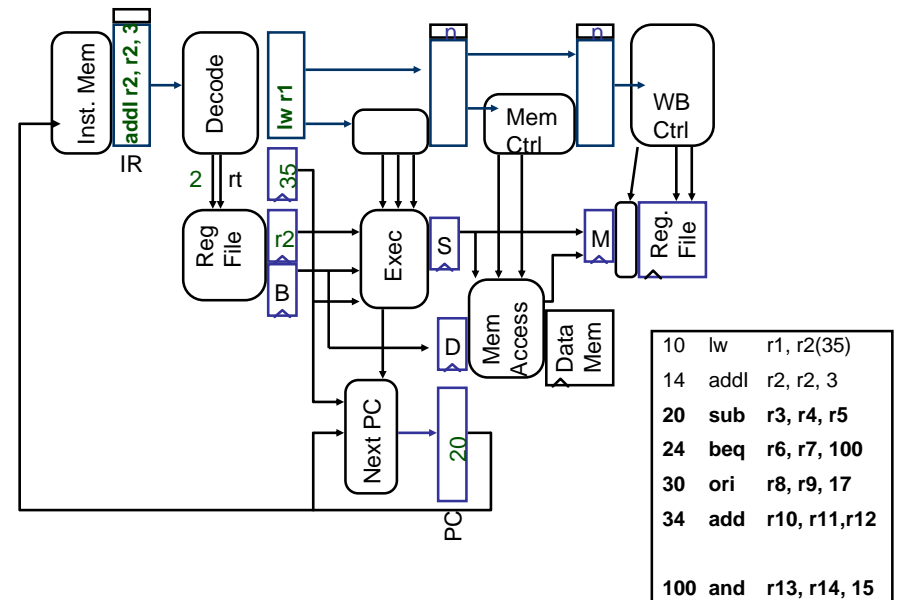 Inst. Mem
addI r2, r2, 3
IR
Decode
lw r1
n
n
Mem
Ctrl
WB
Ctrl
2 rt
35
Reg
File
r2
B
Exec
S
M
Reg.
File
D
Mem
Access
Data
Mem
Next PC
20
PC
10 lw r1, r2(35)
14 addI r2, r2, 3
20 sub r3, r4, r5
24 beq r6, r7, 100
30 ori r8, r9, 17
34 add r10, r11,r12
100 and r13, r14, 15